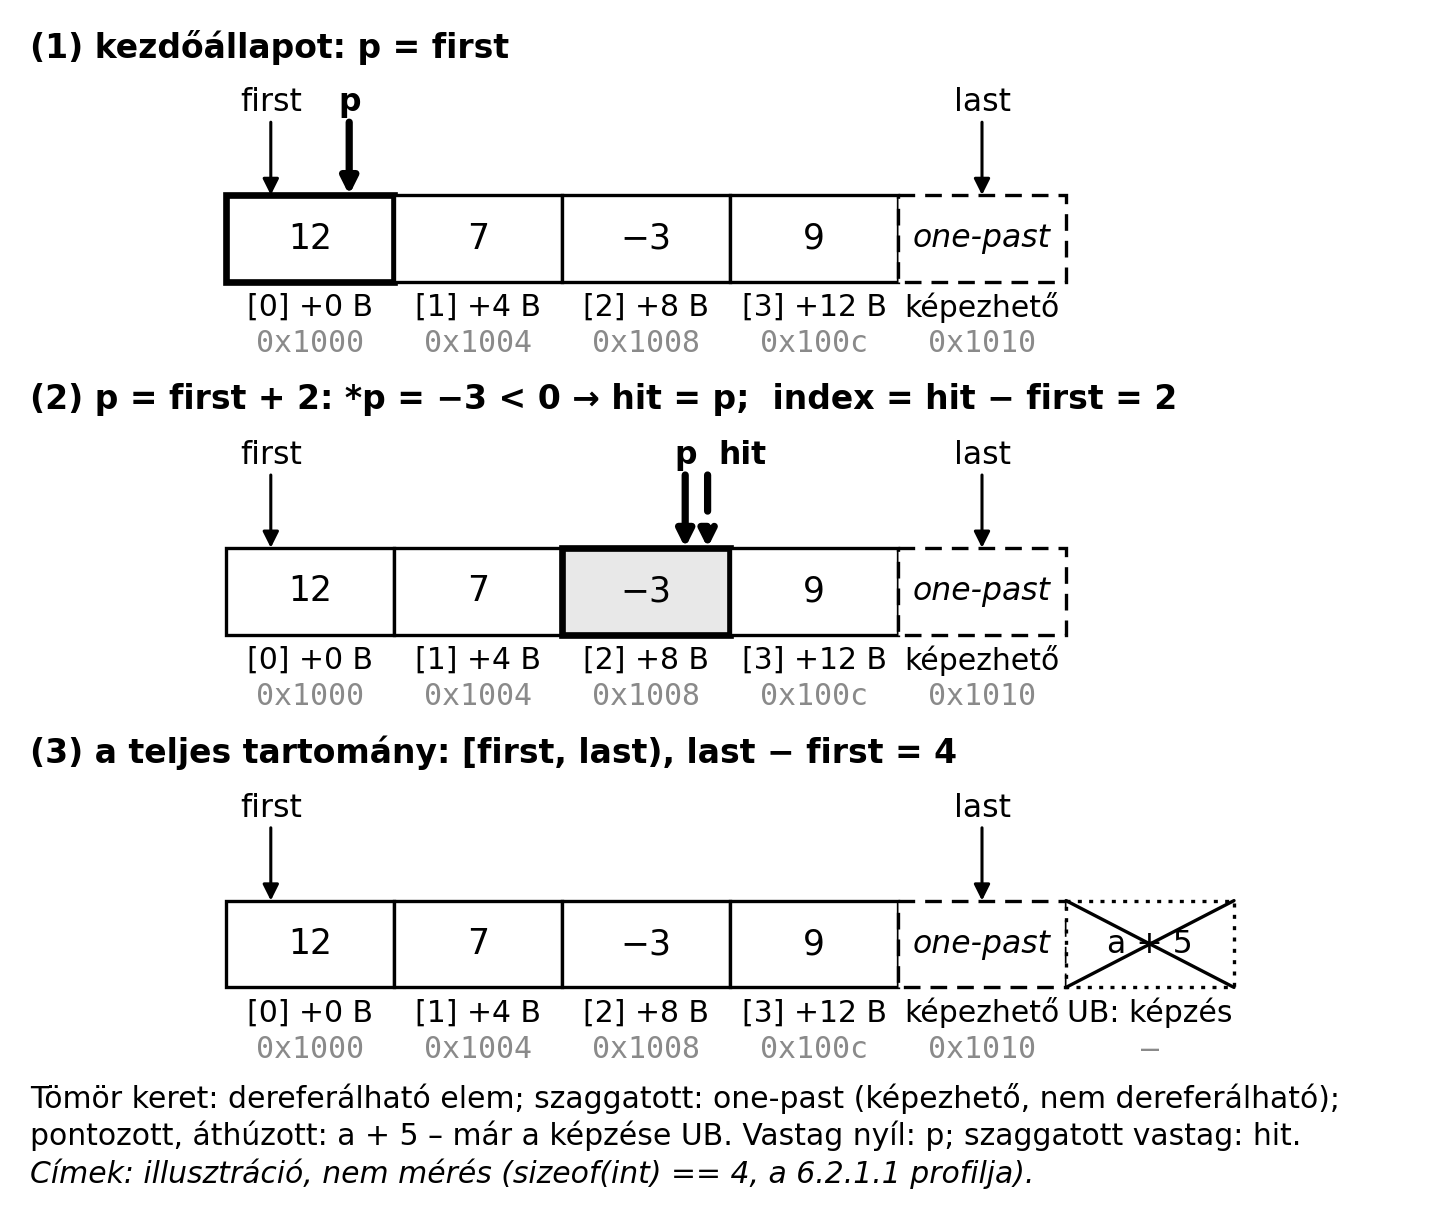 (1) kezdőállapot: p = first
first p last
12 7 −3 9 one-past
[0] +0 B [1] +4 B [2] +8 B [3] +12 B képezhető
0x1000 0x1004 0x1008 0x100c 0x1010
(2) p = first + 2: *p = −3 < 0 → hit = p; index = hit − first = 2
first p hit last
12 7 −3 9 one-past
[0] +0 B [1] +4 B [2] +8 B [3] +12 B képezhető
0x1000 0x1004 0x1008 0x100c 0x1010
(3) a teljes tartomány: [first, last), last − first = 4
first last
12 7 −3 9 one-past a + 5
[0] +0 B [1] +4 B [2] +8 B [3] +12 B képezhető UB: képzés
0x1000 0x1004 0x1008 0x100c 0x1010 —
Tömör keret: dereferálható elem; szaggatott: one-past (képezhető, nem dereferálható);
pontozott, áthúzott: a + 5 – már a képzése UB. Vastag nyíl: p; szaggatott vastag: hit.
Címek: illusztráció, nem mérés (sizeof(int) == 4, a 6.2.1.1 profilja).